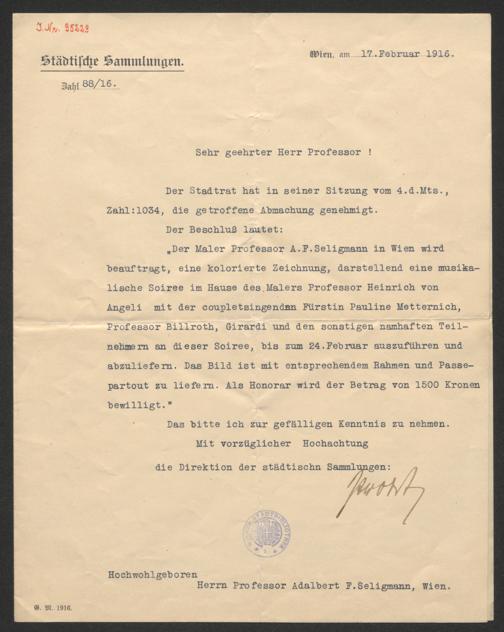 J.Nr. 95223
Städtische Sammlungen.
Wien, am 17.Februar 1916.
Zahl 88/16.
Sehr geehrter Herr Professor !
Der Stadtrat hat in seiner Sitzung vom 4.d.Mts.,
Zahl:1034, die getroffene Abmachung genehmigt.
Der Beschluß lautet:
„Der Maler Professor A.F.Seligmann in Wien wird
beauftragt, eine kolorierte Zeichnung, darstellend eine musika-
lische Soiree im Hause des Malers Professor Heinrich von
Angeli mit der coupletsingenden Fürstin Pauline Metternich,
Professor Billroth, Girardi und den sonstigen namhaften Teil-
nehmern an dieser Soiree, bis zum 24.Februar auszuführen und
abzuliefern. Das Bild ist mit entsprechendem Rahmen und Passe-
partout zu liefern. Als Honorar wird der Betrag von 1500 Kronen
bewilligt."
Das bitte ich zur gefälligen Kenntnis zu nehmen.
Mit vorzüglicher Hochachtung
die Direktion der städtischn Sammlungen:
Probst
STADTBIBLIOTHEK
Hochwohlgeboren
Herrn Professor Adalbert F.Seligmann, Wien.
G. M. 1916.